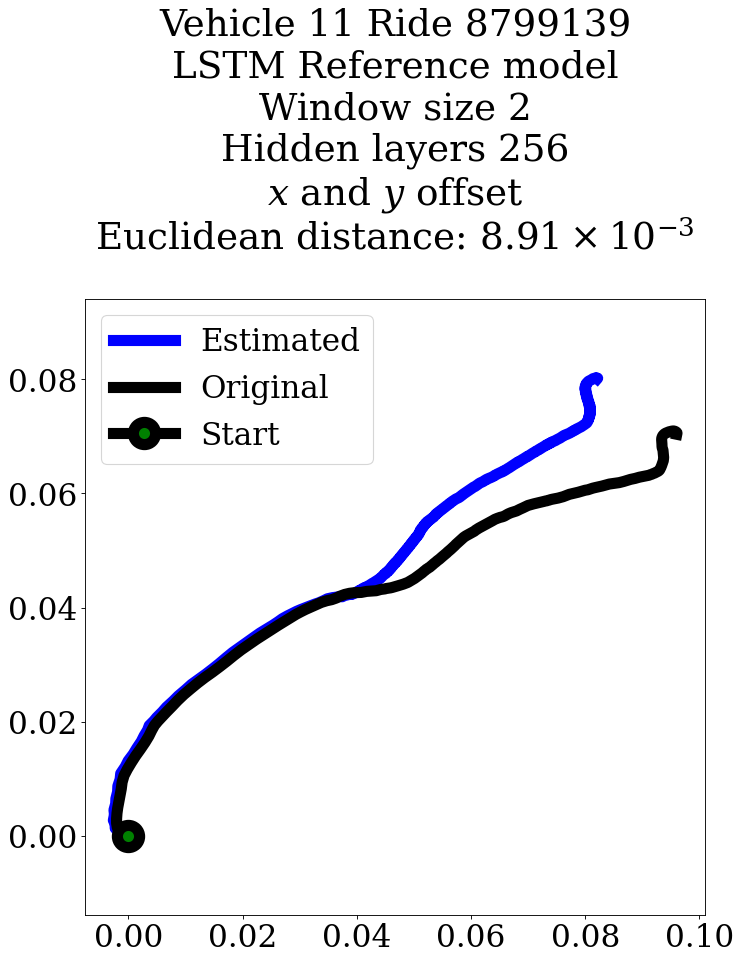 Vehicle 11 Ride 8799139
LSTM Reference model
Window size 2
Hidden layers 256
x and y offset
Euclidean distance: 8.91 × 10⁻³
Estimated
Original
Start
0.08
0.06
0.04
0.02
0.00
0.00 0.02 0.04 0.06 0.08 0.10